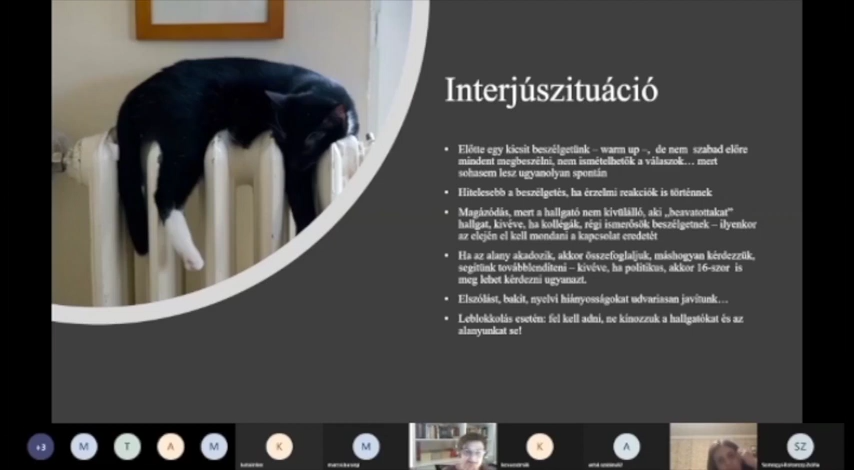 Interjúszituáció
• Előtte egy kicsit beszélgetünk – warm up –, de nem szabad előre
mindent megbeszélni, nem ismételhetők a válaszok… mert
sohasem lesz ugyanolyan spontán
• Hitelesebb a beszélgetés, ha érzelmi reakciók is történnek
• Magázódás, mert a hallgató nem kívülálló, aki „beavatottakat”
hallgat, kivéve, ha kollégák, régi ismerősök beszélgetnek – ilyenkor
az elején el kell mondani a kapcsolat eredetét
• Ha az alany akadozik, akkor összefoglaljuk, máshogyan kérdezzük,
segítünk továbblendíteni – kivéve, ha politikus, akkor 16-szor is
meg lehet kérdezni ugyanazt.
• Elszólást, bakit, nyelvi hiányosságokat udvariasan javítunk…
• Leblokkolás esetén: fel kell adni, ne kínozzuk a hallgatókat és az
alanyunkat se!
+3 M T A M K M K A SZ